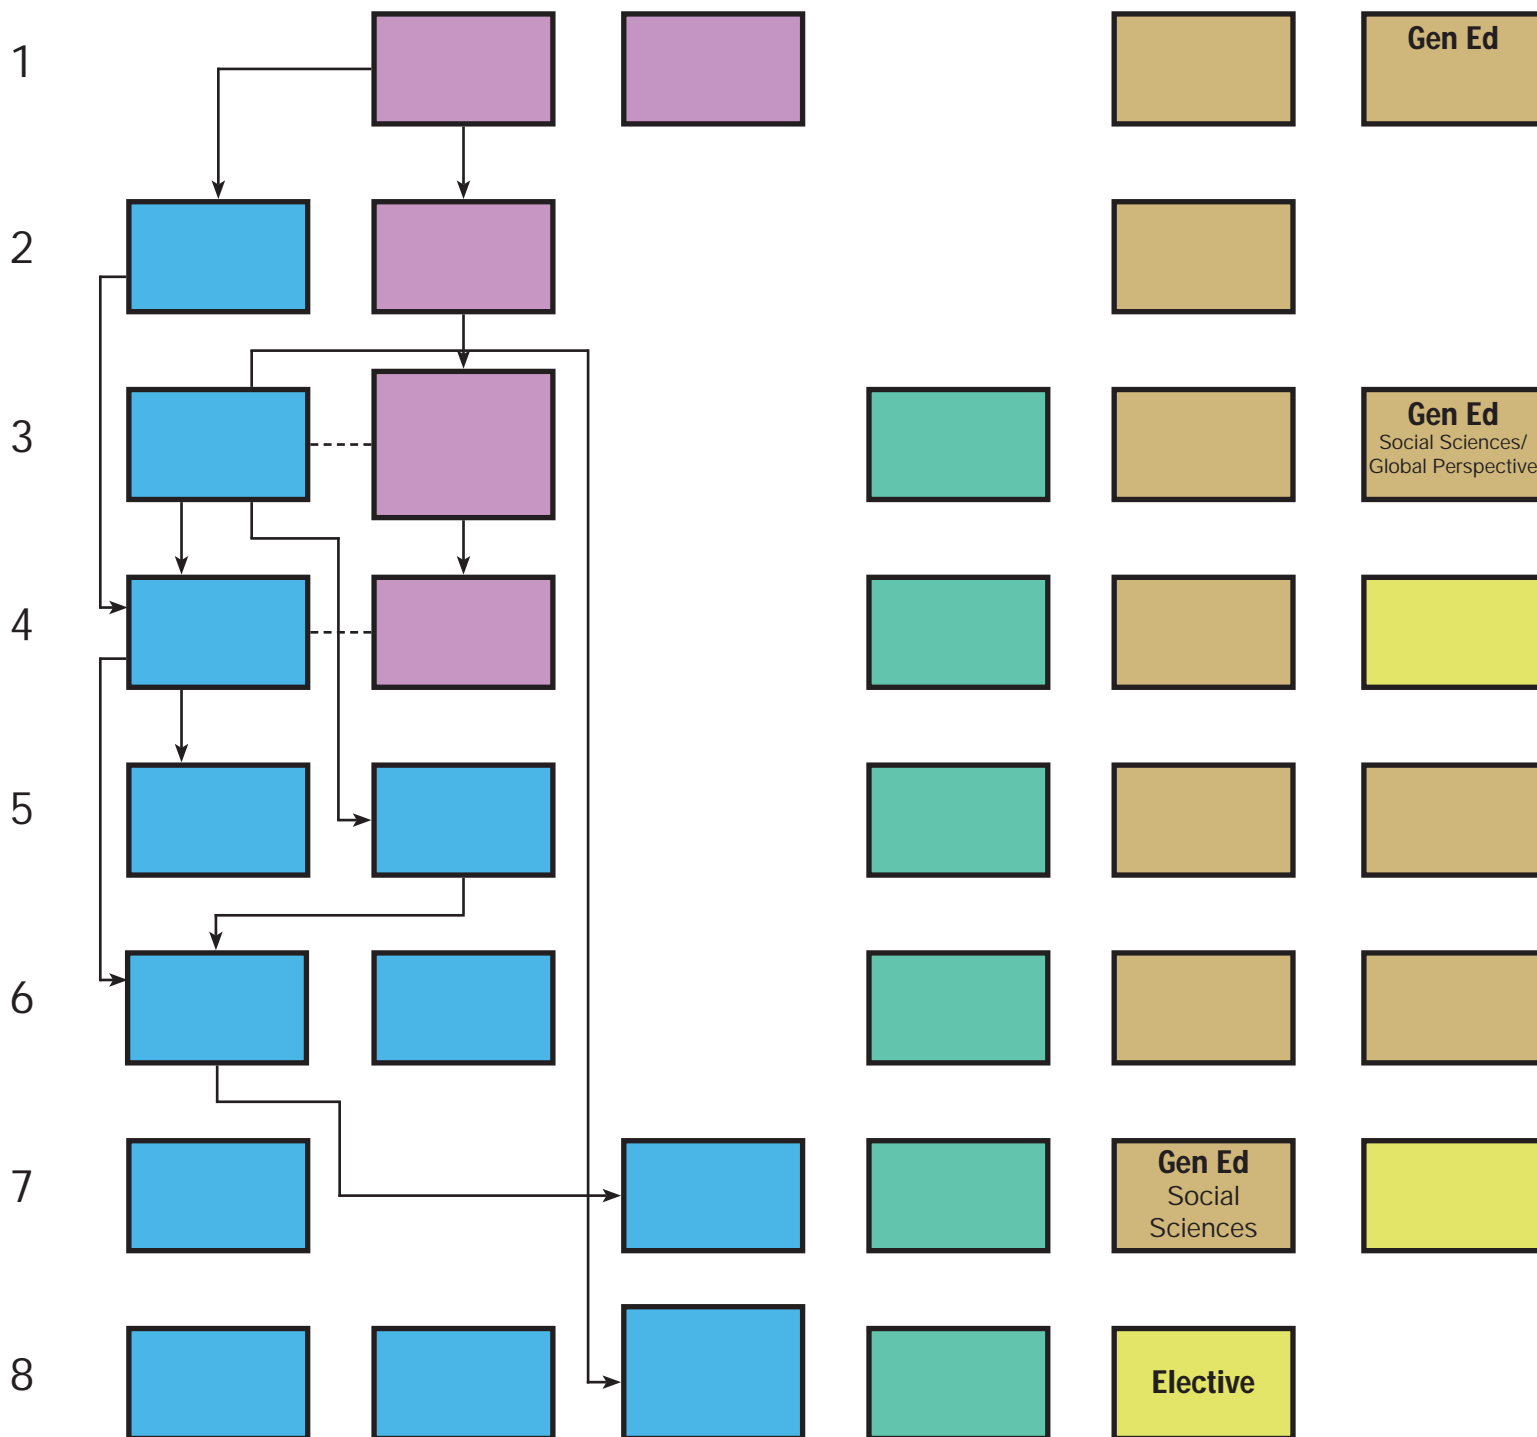 1
Gen Ed
2
3
Gen Ed
Social Sciences/
Global Perspective
4
5
6
7
Gen Ed
Social
Sciences
8
Elective